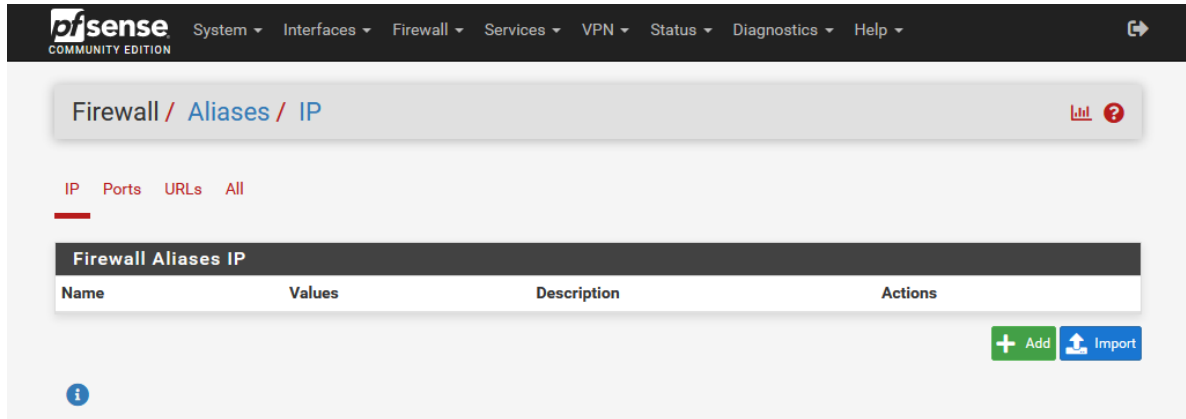 pfsense System Interfaces Firewall Services VPN Status Diagnostics Help
COMMUNITY EDITION
Firewall / Aliases / IP
IP Ports URLs All
Firewall Aliases IP
Name Values Description Actions
Add Import